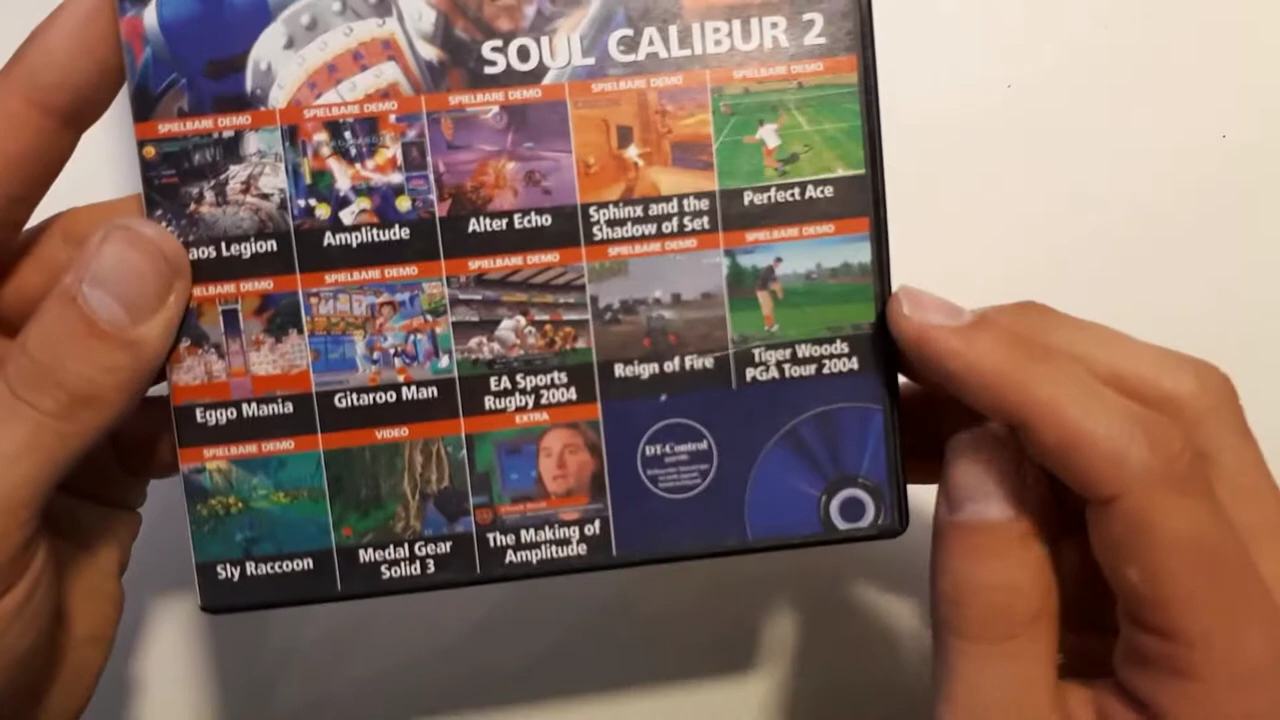 SOUL CALIBUR 2
SPIELBARE DEMO
SPIELBARE DEMO
SPIELBARE DEMO
SPIELBARE DEMO
SPIELBARE DEMO
aos Legion
Amplitude
Alter Echo
Sphinx and the
Shadow of Set
Perfect Ace
SPIELBARE DEMO
SPIELBARE DEMO
SPIELBARE DEMO
SPIELBARE DEMO
SPIELBARE DEMO
Eggo Mania
Gitaroo Man
EA Sports
Rugby 2004
Reign of Fire
Tiger Woods
PGA Tour 2004
SPIELBARE DEMO
VIDEO
EXTRA
Sly Raccoon
Medal Gear
Solid 3
The Making of
Amplitude
DT-Control